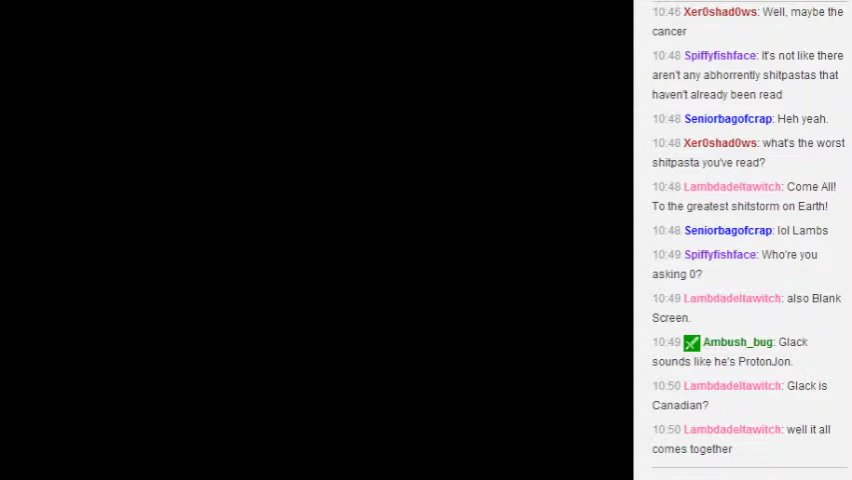 10:46 Xer0shad0ws: Well, maybe the
cancer
10:48 Spiffyfishface: It's not like there
aren't any abhorrently shitpastas that
haven't already been read
10:48 Seniorbagofcrap: Heh yeah.
10:48 Xer0shad0ws: what's the worst
shitpasta you've read?
10:48 Lambdadeltawitch: Come All!
To the greatest shitstorm on Earth!
10:48 Seniorbagofcrap: lol Lambs
10:49 Spiffyfishface: Who're you
asking 0?
10:49 Lambdadeltawitch: also Blank
Screen.
10:49 Ambush_bug: Glack
sounds like he's ProtonJon.
10:50 Lambdadeltawitch: Glack is
Canadian?
10:50 Lambdadeltawitch: well it all
comes together